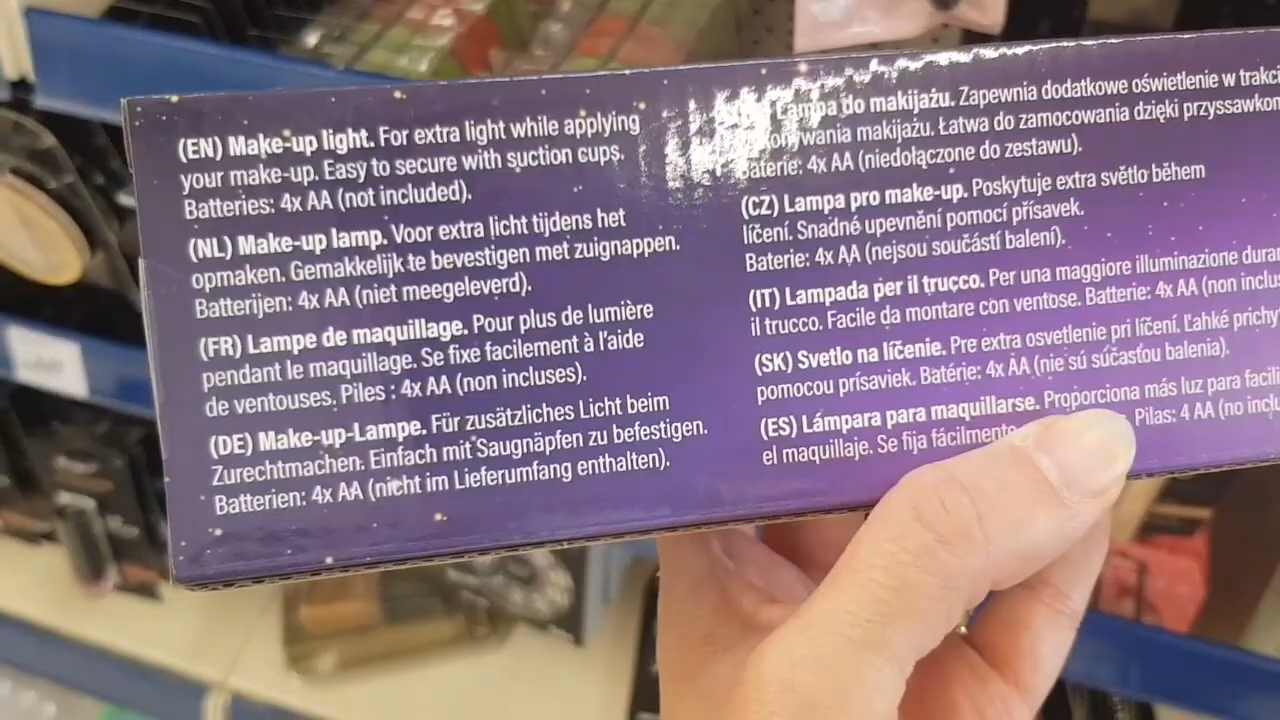 (EN) Make-up light. For extra light while applying
your make-up. Easy to secure with suction cups.
Batteries: 4x AA (not included).
(NL) Make-up lamp. Voor extra licht tijdens het
opmaken. Gemakkelijk te bevestigen met zuignappen.
Batterijen: 4x AA (niet meegeleverd).
(FR) Lampe de maquillage. Pour plus de lumière
pendant le maquillage. Se fixe facilement à l'aide
de ventouses. Piles : 4x AA (non incluses).
(DE) Make-up-Lampe. Für zusätzliches Licht beim
Zurechtmachen. Einfach mit Saugnäpfen zu befestigen.
Batterien: 4x AA (nicht im Lieferumfang enthalten).
Lampa do makijażu. Zapewnia dodatkowe oświetlenie w trakci
makijażu. Łatwa do zamocowania dzięki przyssawkom
Baterie: 4x AA (niedołączone do zestawu).
(CZ) Lampa pro make-up. Poskytuje extra světlo během
líčení. Snadné upevnění pomocí přísavek.
Baterie: 4x AA (nejsou součástí balení).
(IT) Lampada per il trucco. Per una maggiore illuminazione duran
il trucco. Facile da montare con ventose. Batterie: 4x AA (non inclu
(SK) Svetlo na líčenie. Pre extra osvetlenie pri líčení. Ľahké prichy
pomocou prísaviek. Batérie: 4x AA (nie sú súčasťou balenia).
(ES) Lámpara para maquillarse. Proporciona más luz para facili
el maquillaje. Se fija fácilmente Pilas: 4 AA (no inclu